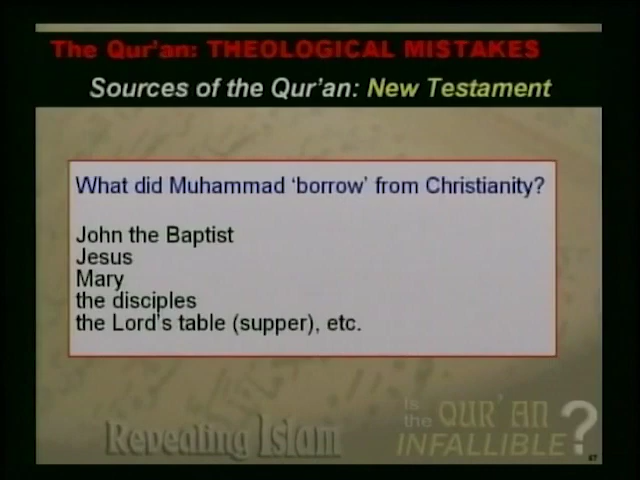 The Qur'an: THEOLOGICAL MISTAKES
Sources of the Qur'an: New Testament
What did Muhammad ‘borrow’ from Christianity?
John the Baptist
Jesus
Mary
the disciples
the Lord's table (supper), etc.
Repealing Islam
Is the QUR'AN INFALLIBLE?